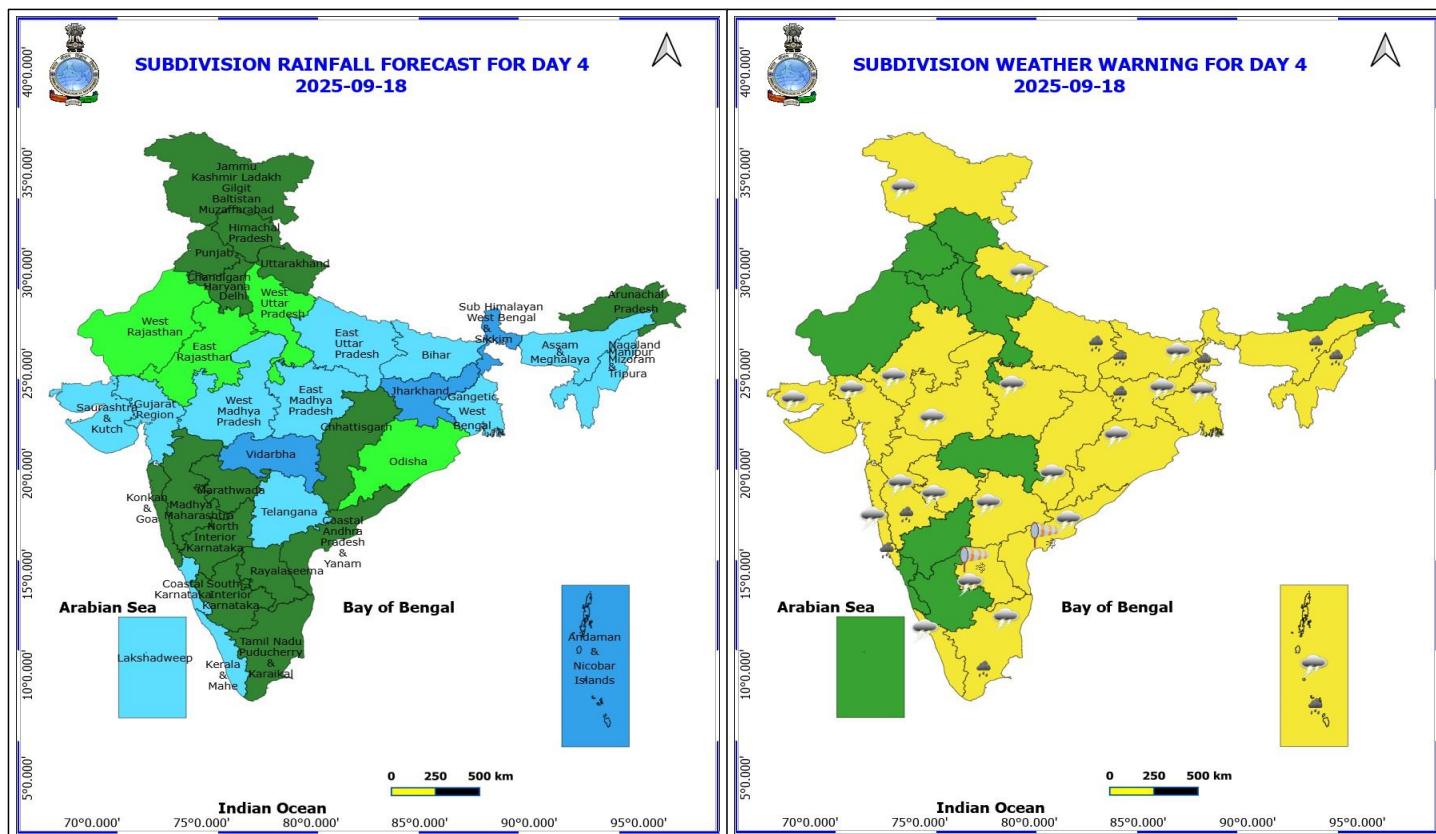 SUBDIVISION RAINFALL FORECAST FOR DAY 4
2025-09-18
40°0.000'
35°0.000'
30°0.000'
25°0.000'
20°0.000'
15°0.000'
10°0.000'
5°0.000'
Jammu
Kashmir Ladakh
Gilgit
Baltistan
Muzaffarabad
Himachal
Pradesh
Punjab
Uttarakhand
Chandigarh
Haryana
Delhi
West
Uttar
Pradesh
West
Rajasthan
East
Rajasthan
East
Uttar
Pradesh
Bihar
Sub Himalayan
West Bengal
&
Sikkim
Arunachal
Pradesh
Assam
&
Meghalaya
Nagaland
Manipur
Mizoram
&
Tripura
Jharkhand
Gangetic
West
Bengal
Saurashtra
&
Kutch
Gujarat
Region
West
Madhya
Pradesh
East
Madhya
Pradesh
Chhattisgarh
Odisha
Vidarbha
Konkan
&
Goa
Marathwada
Madhya
Maharashtra
North
Interior
Karnataka
Telangana
Coastal
Andhra
Pradesh
&
Yanam
Rayalaseema
Coastal
Karnataka
South
Interior
Karnataka
Arabian Sea
Bay of Bengal
Lakshadweep
Kerala
&
Mahe
Tamil Nadu
Puducherry
&
Karaikal
Andaman
&
Nicobar
Islands
0 250 500 km
Indian Ocean
70°0.000' 75°0.000' 80°0.000' 85°0.000' 90°0.000' 95°0.000'
SUBDIVISION WEATHER WARNING FOR DAY 4
2025-09-18
40°0.000'
35°0.000'
30°0.000'
25°0.000'
20°0.000'
15°0.000'
10°0.000'
5°0.000'
Arabian Sea
Bay of Bengal
0 250 500 km
Indian Ocean
70°0.000' 75°0.000' 80°0.000' 85°0.000' 90°0.000' 95°0.000'